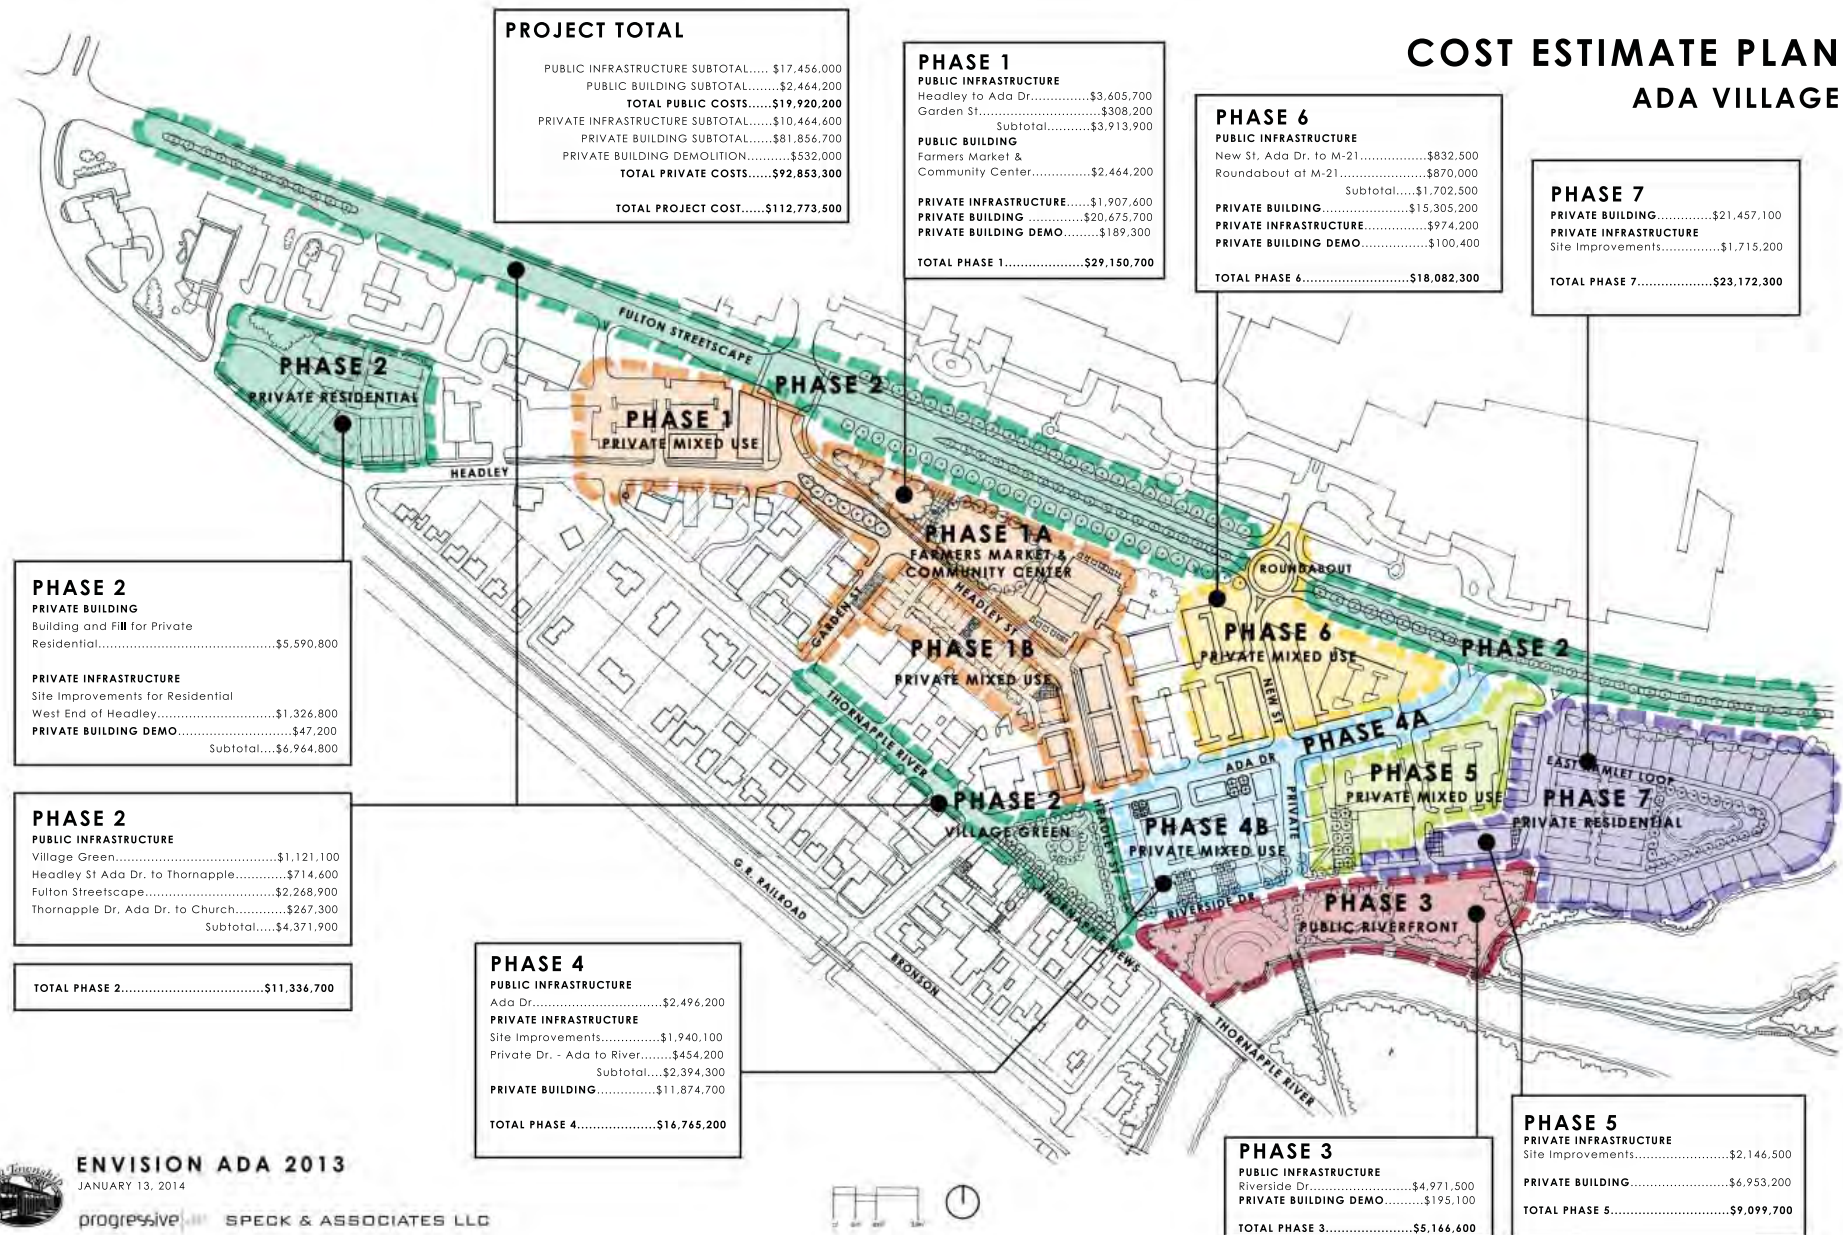 COST ESTIMATE PLAN
ADA VILLAGE
PROJECT TOTAL
PUBLIC INFRASTRUCTURE SUBTOTAL..... $17,456,000
PUBLIC BUILDING SUBTOTAL........$2,464,200
TOTAL PUBLIC COSTS......$19,920,200
PRIVATE INFRASTRUCTURE SUBTOTAL...$10,464,600
PRIVATE BUILDING SUBTOTAL.....$81,856,700
PRIVATE BUILDING DEMOLITION..........$532,000
TOTAL PRIVATE COSTS......$92,853,300
TOTAL PROJECT COST......$112,773,500
PHASE 1
PUBLIC INFRASTRUCTURE
Headley to Ada Dr..............$3,605,700
Garden St............................$308,200
Subtotal..........$3,913,900
PUBLIC BUILDING
Farmers Market &
Community Center..............$2,464,200
PRIVATE INFRASTRUCTURE......$1,907,600
PRIVATE BUILDING .............$20,675,700
PRIVATE BUILDING DEMO........$189,300
TOTAL PHASE 1....................$29,150,700
PHASE 6
PUBLIC INFRASTRUCTURE
New St, Ada Dr. to M-21................$832,500
Roundabout at M-21.....................$870,000
Subtotal.....$1,702,500
PRIVATE BUILDING.....................$15,305,200
PRIVATE INFRASTRUCTURE...............$974,200
PRIVATE BUILDING DEMO................$100,400
TOTAL PHASE 6...........................$18,082,300
PHASE 7
PRIVATE BUILDING.............$21,457,100
PRIVATE INFRASTRUCTURE
Site Improvements..............$1,715,200
TOTAL PHASE 7...................$23,172,300
FULTON STREETSCAPE
PHASE 2
PHASE 2
PRIVATE RESIDENTIAL
PHASE 1
PRIVATE MIXED USE
HEADLEY
PHASE 1A
FARMERS MARKET &
COMMUNITY CENTER
HEADLEY ST
GARDEN ST
PHASE 1B
PRIVATE MIXED USE
ROUNDABOUT
PHASE 6
PRIVATE MIXED USE
NEW ST
PHASE 2
THORNAPPLE RIVER
PHASE 4A
ADA DR
PHASE 5
PRIVATE MIXED USE
EAST HAMLET LOOP
PHASE 7
PRIVATE RESIDENTIAL
PHASE 2
VILLAGE GREEN
HEADLEY ST
PHASE 4B
PRIVATE MIXED USE
PRIVATE
RIVERSIDE DR
PHASE 3
PUBLIC RIVERFRONT
THORNAPPLE MEWS
G.R. RAILROAD
BRONSON
THORNAPPLE RIVER
PHASE 2
PRIVATE BUILDING
Building and Fill for Private
Residential..........................................$5,590,800
PRIVATE INFRASTRUCTURE
Site Improvements for Residential
West End of Headley............................$1,326,800
PRIVATE BUILDING DEMO...........................$47,200
Subtotal....$6,964,800
PHASE 2
PUBLIC INFRASTRUCTURE
Village Green......................................$1,121,100
Headley St Ada Dr. to Thornapple............$714,600
Fulton Streetscape...............................$2,268,900
Thornapple Dr, Ada Dr. to Church............$267,300
Subtotal.....$4,371,900
TOTAL PHASE 2..................................$11,336,700
PHASE 4
PUBLIC INFRASTRUCTURE
Ada Dr...............................$2,496,200
PRIVATE INFRASTRUCTURE
Site Improvements..............$1,940,100
Private Dr. - Ada to River........$454,200
Subtotal....$2,394,300
PRIVATE BUILDING..............$11,874,700
TOTAL PHASE 4...................$16,765,200
PHASE 3
PUBLIC INFRASTRUCTURE
Riverside Dr........................$4,971,500
PRIVATE BUILDING DEMO.........$195,100
TOTAL PHASE 3.....................$5,166,600
PHASE 5
PRIVATE INFRASTRUCTURE
Site Improvements......................$2,146,500
PRIVATE BUILDING.......................$6,953,200
TOTAL PHASE 5............................$9,099,700
ENVISION ADA 2013
JANUARY 13, 2014
progressive
SPECK & ASSOCIATES LLC